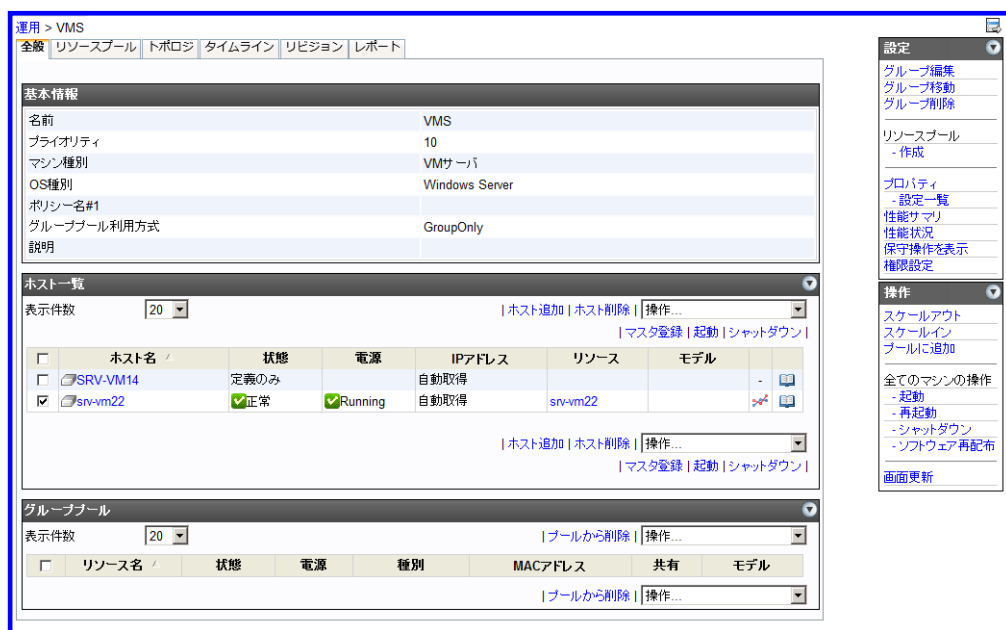 運用 > VMS
全般 リソースプール トポロジ タイムライン リビジョン レポート
基本情報
名前 VMS
プライオリティ 10
マシン種別 VMサーバ
OS種別 Windows Server
ポリシー名#1
グループプール利用方式 GroupOnly
説明
ホスト一覧
表示件数 20 | ホスト追加 | ホスト削除 | 操作...
| マスタ登録 | 起動 | シャットダウン |
ホスト名 状態 電源 IPアドレス リソース モデル
SRV-VM14 定義のみ 自動取得 -
srv-vm22 正常 Running 自動取得 srv-vm22
| ホスト追加 | ホスト削除 | 操作...
| マスタ登録 | 起動 | シャットダウン |
グループプール
表示件数 20 | プールから削除 | 操作...
リソース名 状態 電源 種別 MACアドレス 共有 モデル
| プールから削除 | 操作...
設定
グループ編集
グループ移動
グループ削除
リソースプール
- 作成
プロパティ
- 設定一覧
性能サマリ
性能状況
保守操作を表示
権限設定
操作
スケールアウト
スケールイン
プールに追加
全てのマシンの操作
- 起動
- 再起動
- シャットダウン
- ソフトウェア再配布
画面更新